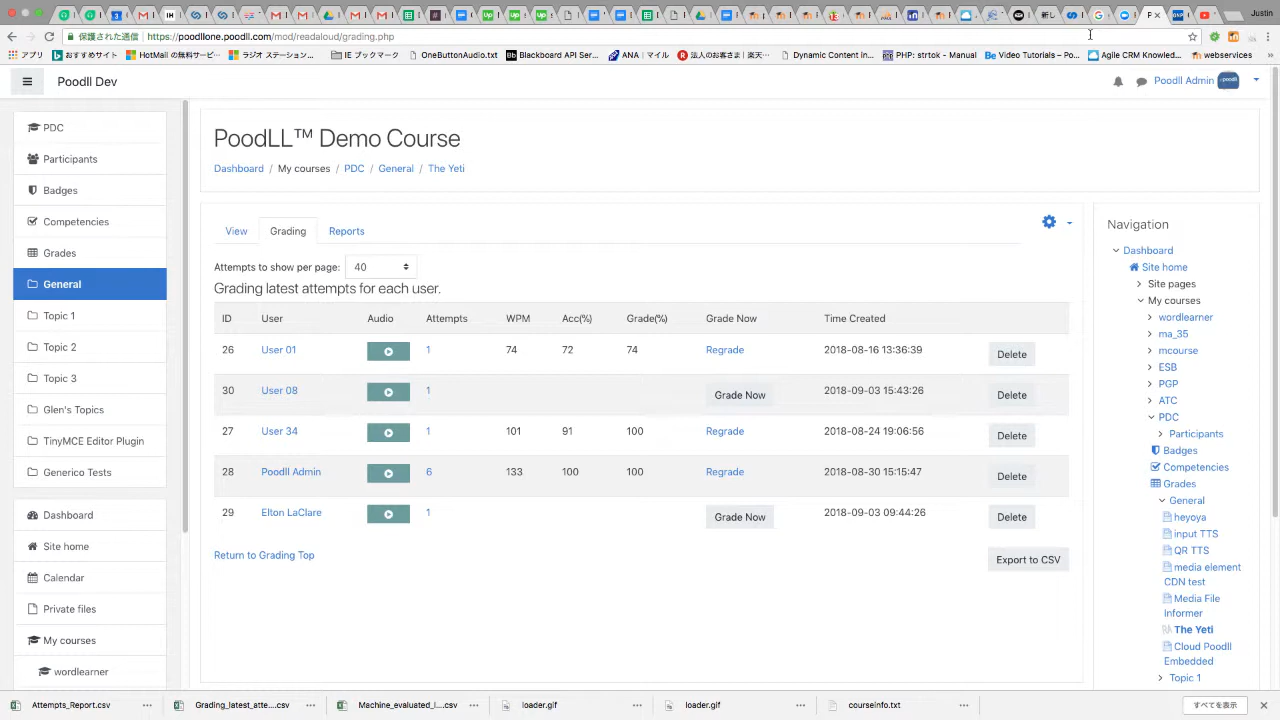 Justin
保護された通信 | https://poodllone.poodll.com/mod/readaloud/grading.php
アプリ おすすめサイト HotMail の無料サービス ラジオステーション... IE ブックマーク OneButtonAudio.txt Blackboard API Ser... ANA | マイル 法人のお客さま | 楽天... Dynamic Content in... PHP: strtok - Manual Video Tutorials – Po... Agile CRM Knowled... webservices
Poodll Dev
Poodll Admin
PDC
Participants
Badges
Competencies
Grades
General
Topic 1
Topic 2
Topic 3
Glen's Topics
TinyMCE Editor Plugin
Generico Tests
Dashboard
Site home
Calendar
Private files
My courses
wordlearner
PoodLL™ Demo Course
Dashboard / My courses / PDC / General / The Yeti
View Grading Reports
Attempts to show per page: 40
Grading latest attempts for each user.
ID User Audio Attempts WPM Acc(%) Grade(%) Grade Now Time Created
26 User 01 1 74 72 74 Regrade 2018-08-16 13:36:39 Delete
30 User 08 1 Grade Now 2018-09-03 15:43:26 Delete
27 User 34 1 101 91 100 Regrade 2018-08-24 19:06:56 Delete
28 Poodll Admin 6 133 100 100 Regrade 2018-08-30 15:15:47 Delete
29 Elton LaClare 1 Grade Now 2018-09-03 09:44:26 Delete
Return to Grading Top
Export to CSV
Navigation
Dashboard
Site home
Site pages
My courses
wordlearner
ma_35
mcourse
ESB
PGP
ATC
PDC
Participants
Badges
Competencies
Grades
General
heyoya
input TTS
QR TTS
media element
CDN test
Media File
Informer
The Yeti
Cloud Poodll
Embedded
Topic 1
Attempts_Report.csv Grading_latest_atte....csv Machine_evaluated_l....csv loader.gif loader.gif courseinfo.txt すべてを表示